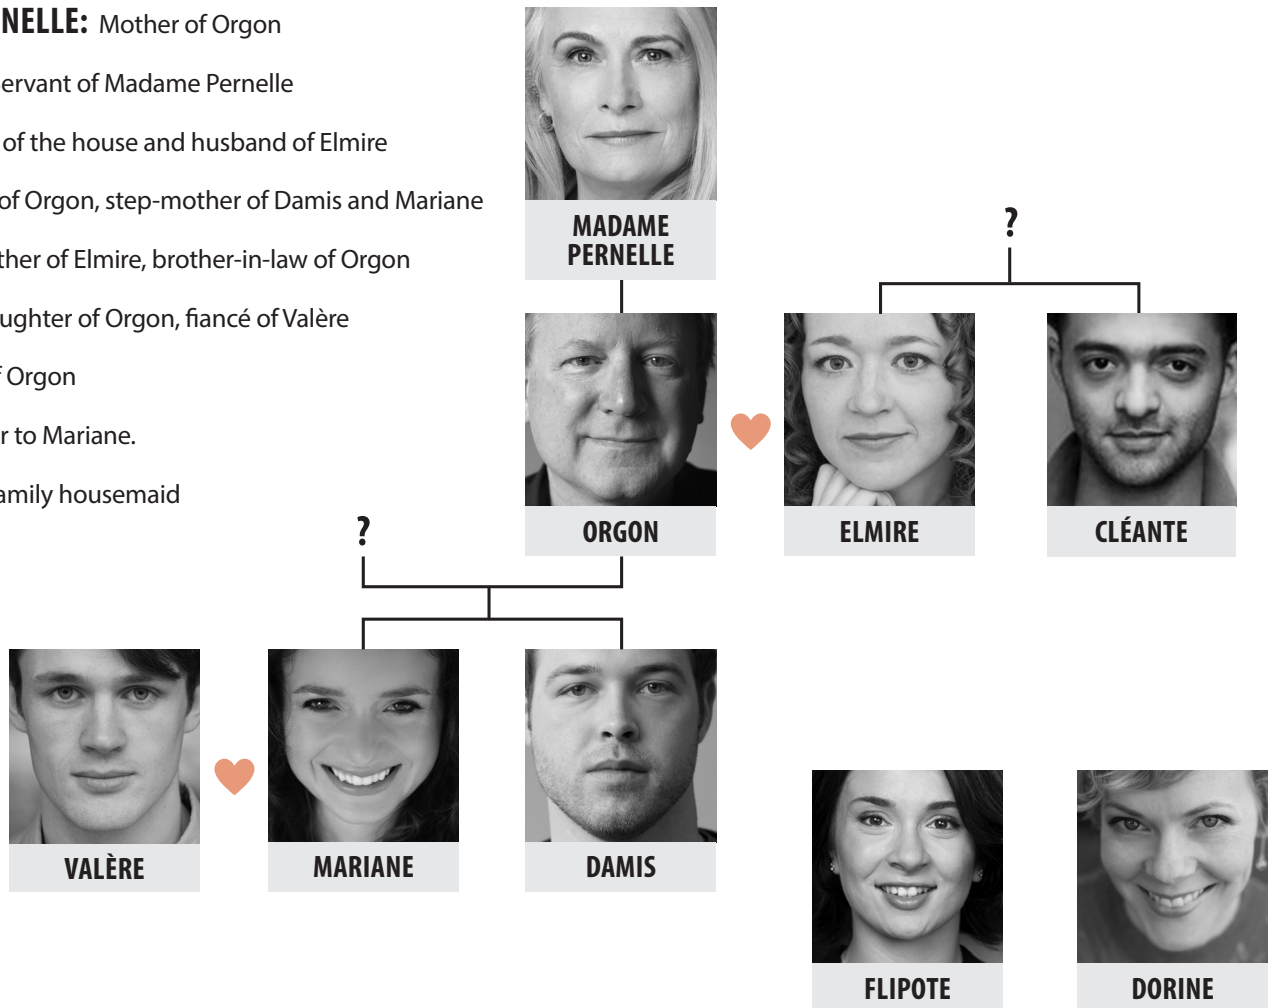 NELLE: Mother of Orgon
ervant of Madame Pernelle
of the house and husband of Elmire
of Orgon, step-mother of Damis and Mariane
ther of Elmire, brother-in-law of Orgon
ughter of Orgon, fiancé of Valère
f Orgon
r to Mariane.
amily housemaid
MADAME
PERNELLE
?
ORGON
ELMIRE
CLÉANTE
?
VALÈRE
MARIANE
DAMIS
FLIPOTE
DORINE